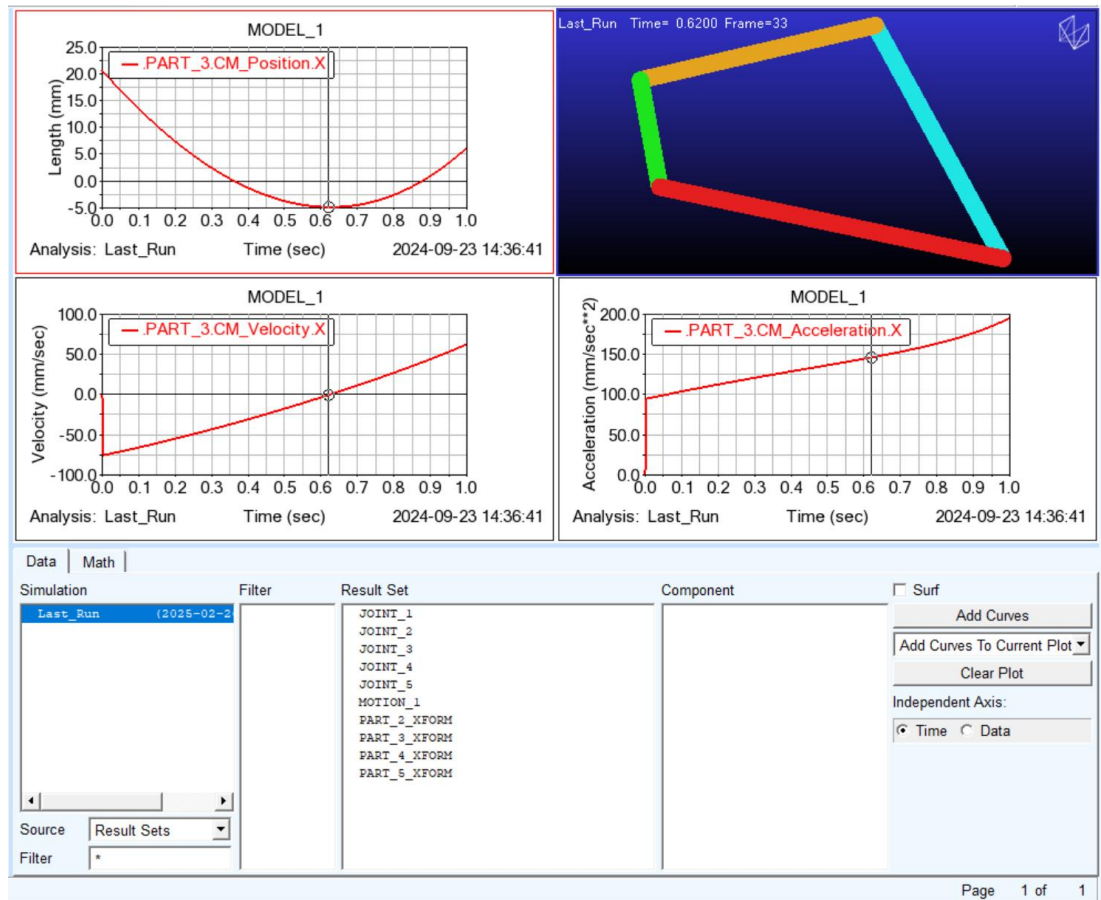 MODEL_1
.PART_3.CM_Position.X
Length (mm)
25.0
20.0
15.0
10.0
5.0
0.0
-5.0
0.0 0.1 0.2 0.3 0.4 0.5 0.6 0.7 0.8 0.9 1.0
Analysis: Last_Run Time (sec) 2024-09-23 14:36:41
Last_Run Time= 0.6200 Frame=33
MODEL_1
.PART_3.CM_Velocity.X
Velocity (mm/sec)
100.0
50.0
0.0
-50.0
-100.0
0.0 0.1 0.2 0.3 0.4 0.5 0.6 0.7 0.8 0.9 1.0
Analysis: Last_Run Time (sec) 2024-09-23 14:36:41
MODEL_1
.PART_3.CM_Acceleration.X
Acceleration (mm/sec**2)
200.0
150.0
100.0
50.0
0.0
0.0 0.1 0.2 0.3 0.4 0.5 0.6 0.7 0.8 0.9 1.0
Analysis: Last_Run Time (sec) 2024-09-23 14:36:41
Data Math
Simulation Filter Result Set Component Surf
Last_Run (2025-02-2
JOINT_1
JOINT_2
JOINT_3
JOINT_4
JOINT_5
MOTION_1
PART_2_XFORM
PART_3_XFORM
PART_4_XFORM
PART_5_XFORM
Add Curves
Add Curves To Current Plot
Clear Plot
Independent Axis:
Time Data
Source Result Sets
Filter *
Page 1 of 1